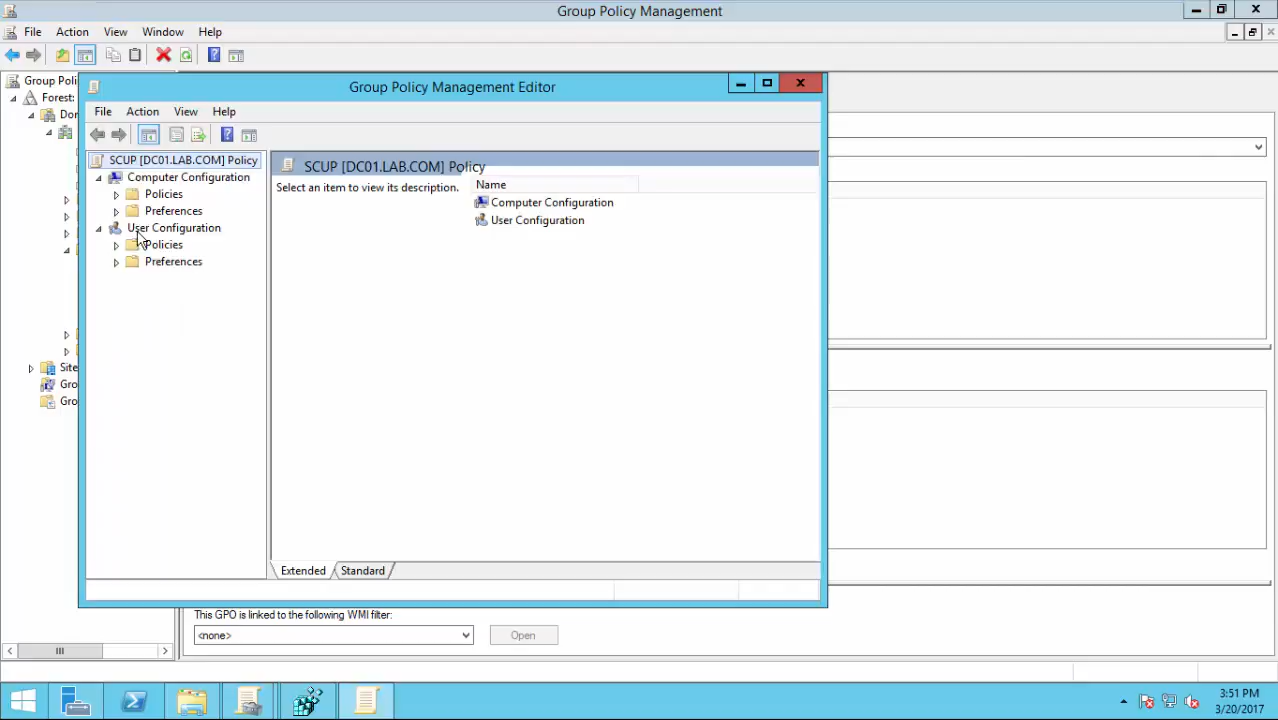 Group Policy Management
File Action View Window Help
Group Poli
Forest:
Dor
Site
Gro
Gro
Group Policy Management Editor
File Action View Help
SCUP [DC01.LAB.COM] Policy
Computer Configuration
Policies
Preferences
User Configuration
Policies
Preferences
SCUP [DC01.LAB.COM] Policy
Select an item to view its description.
Name
Computer Configuration
User Configuration
Extended Standard
This GPO is linked to the following WMI filter:
<none> Open
3:51 PM
3/20/2017